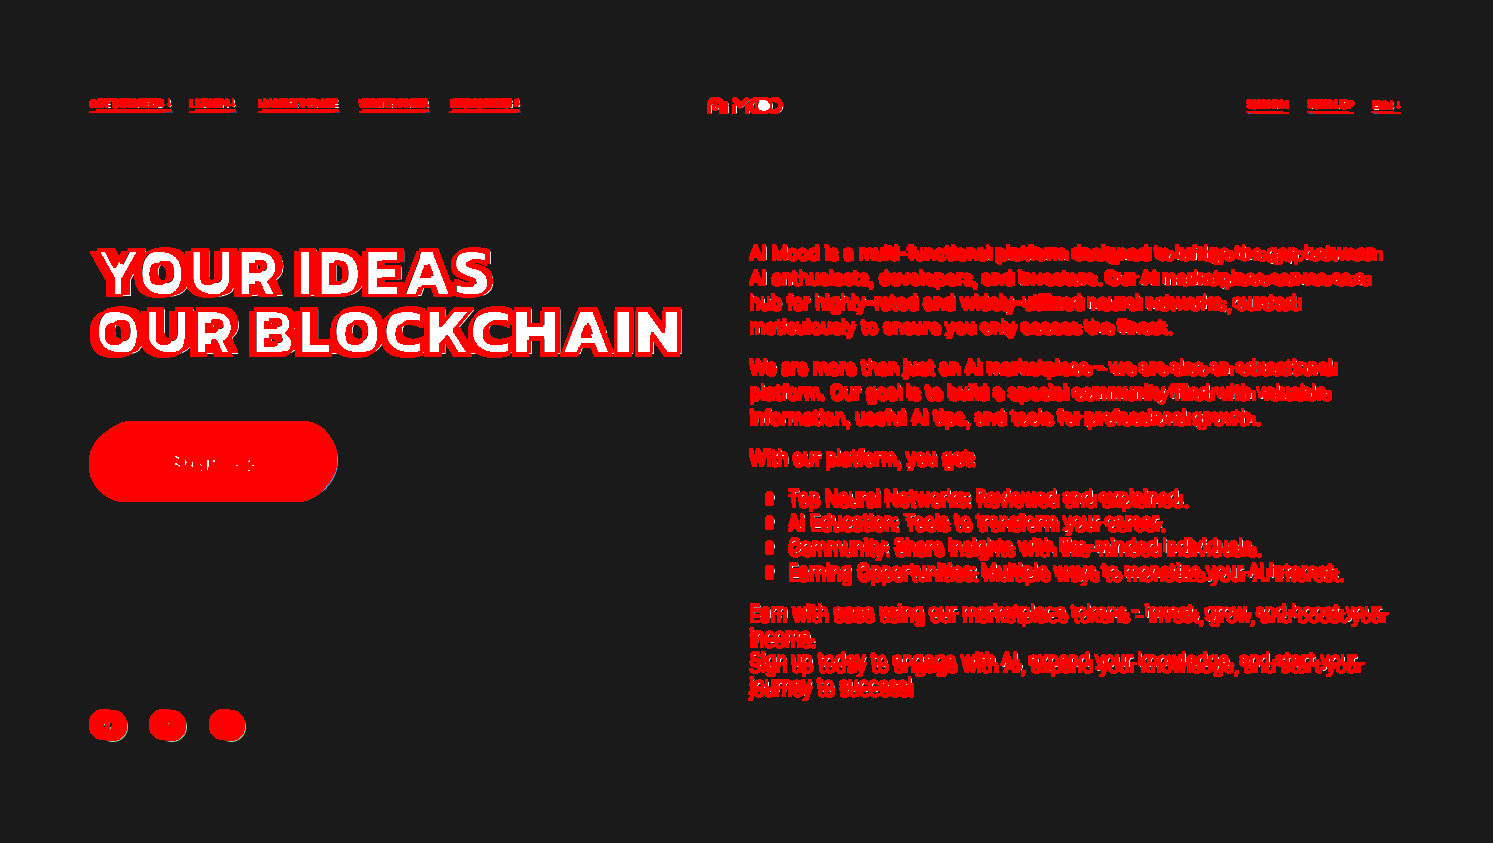 AI MOOD
YOUR IDEAS
OUR BLOCKCHAIN
AI Mood is a multi-functional platform designed to bridge the gap between
AI enthusiasts, developers, and investors. Our AI marketplace serves as a
hub for highly-rated and widely-utilized neural networks, curated
meticulously to ensure you only access the finest.
We are more than just an AI marketplace – we are also an educational
platform. Our goal is to build a special community filled with valuable
information, useful AI tips, and tools for professional growth.
With our platform, you get:
Top Neural Networks: Reviewed and explained.
AI Education: Tools to transform your career.
Community: Share insights with like-minded individuals.
Earning Opportunities: Multiple ways to monetize your AI interest.
Earn with ease using our marketplace tokens – invest, grow, and boost your
income.
Sign up today to engage with AI, expand your knowledge, and start your
journey to success!